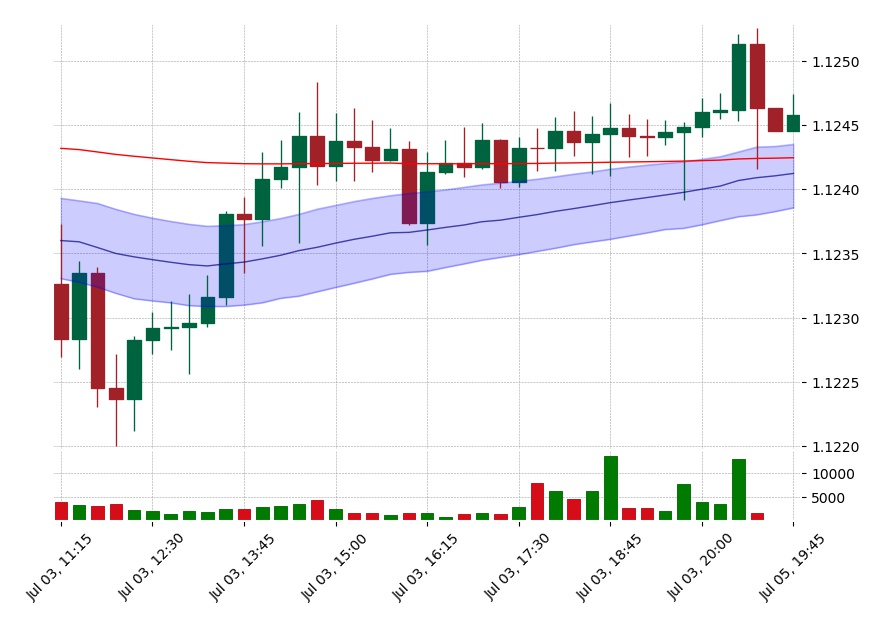 1.1250
1.1245
1.1240
1.1235
1.1230
1.1225
1.1220
10000
5000
Jul 03, 11:15
Jul 03, 12:30
Jul 03, 13:45
Jul 03, 15:00
Jul 03, 16:15
Jul 03, 17:30
Jul 03, 18:45
Jul 03, 20:00
Jul 05, 19:45